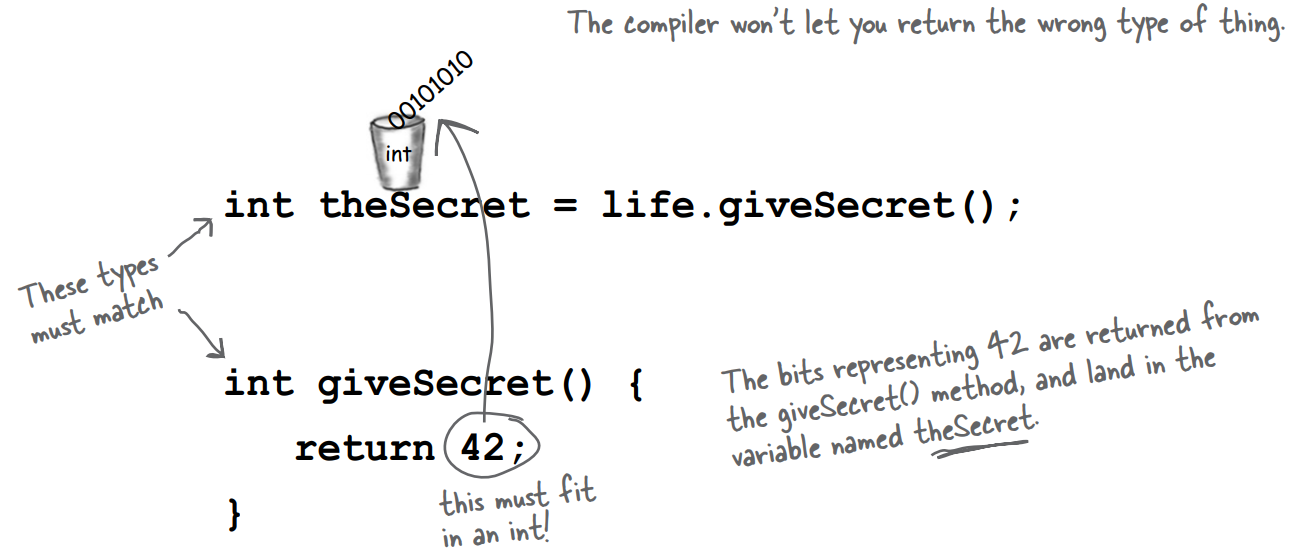 The compiler won't let you return the wrong type of thing.
00101010
int
int theSecret = life.giveSecret();
These types
must match
int giveSecret() {
return 42;
}
this must fit
in an int!
The bits representing 42 are returned from
the giveSecret() method, and land in the
variable named theSecret.